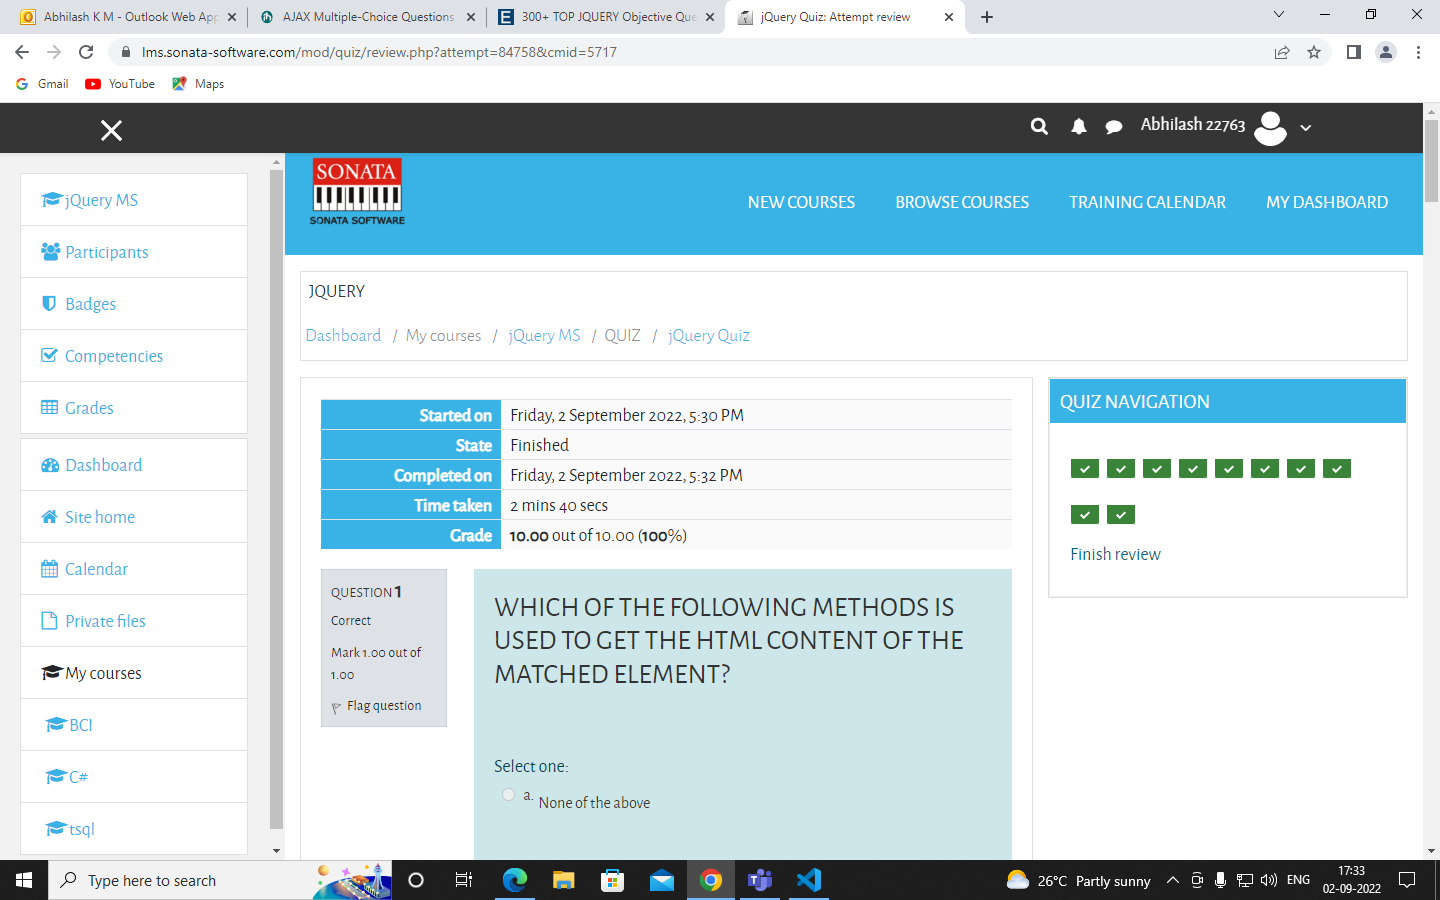 Abhilash K M - Outlook Web App
AJAX Multiple-Choice Questions
300+ TOP JQUERY Objective Que
jQuery Quiz: Attempt review
lms.sonata-software.com/mod/quiz/review.php?attempt=84758&cmid=5717
Gmail
YouTube
Maps
Abhilash 22763
jQuery MS
Participants
Badges
Competencies
Grades
Dashboard
Site home
Calendar
Private files
My courses
BCI
C#
tsql
SONATA
SONATA SOFTWARE
NEW COURSES
BROWSE COURSES
TRAINING CALENDAR
MY DASHBOARD
JQUERY
Dashboard / My courses / jQuery MS / QUIZ / jQuery Quiz
Started on Friday, 2 September 2022, 5:30 PM
State Finished
Completed on Friday, 2 September 2022, 5:32 PM
Time taken 2 mins 40 secs
Grade 10.00 out of 10.00 (100%)
QUESTION 1
Correct
Mark 1.00 out of
1.00
Flag question
WHICH OF THE FOLLOWING METHODS IS
USED TO GET THE HTML CONTENT OF THE
MATCHED ELEMENT?
Select one:
a. None of the above
QUIZ NAVIGATION
Finish review
Type here to search
26°C Partly sunny
ENG
17:33
02-09-2022